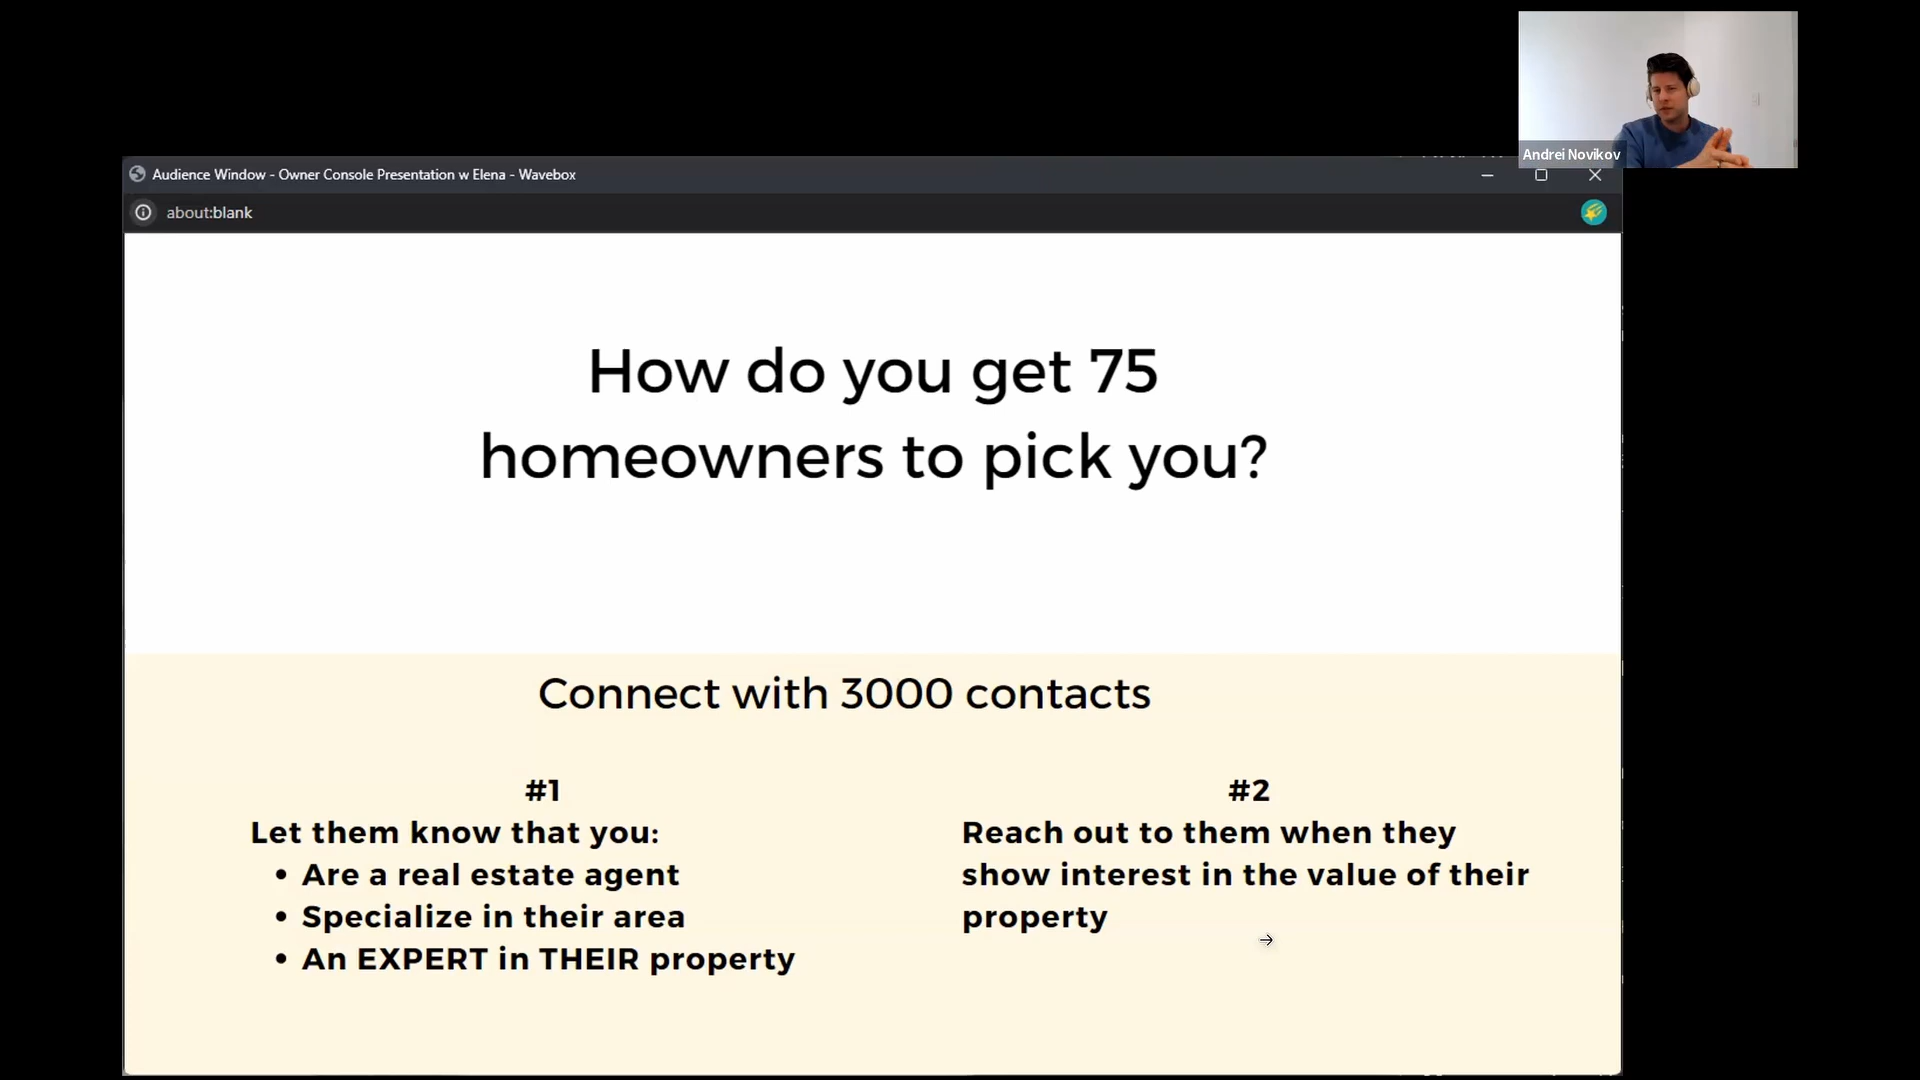 Andrei Novikov
Audience Window - Owner Console Presentation w Elena - Wavebox
about:blank
How do you get 75
homeowners to pick you?
Connect with 3000 contacts
#1
Let them know that you:
• Are a real estate agent
• Specialize in their area
• An EXPERT in THEIR property
#2
Reach out to them when they
show interest in the value of their
property